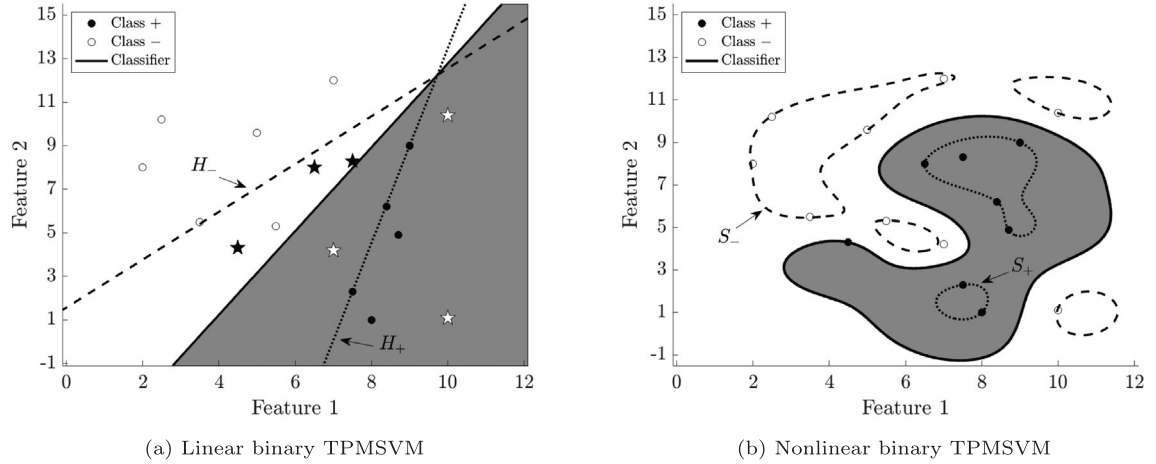 Class +
Class −
Classifier
Feature 2
15
13
11
9
7
5
3
1
-1
H−
H+
0
2
4
6
8
10
12
Feature 1
(a) Linear binary TPMSVM
Class +
Class −
Classifier
Feature 2
15
13
11
9
7
5
3
1
-1
S−
S+
0
2
4
6
8
10
12
Feature 1
(b) Nonlinear binary TPMSVM